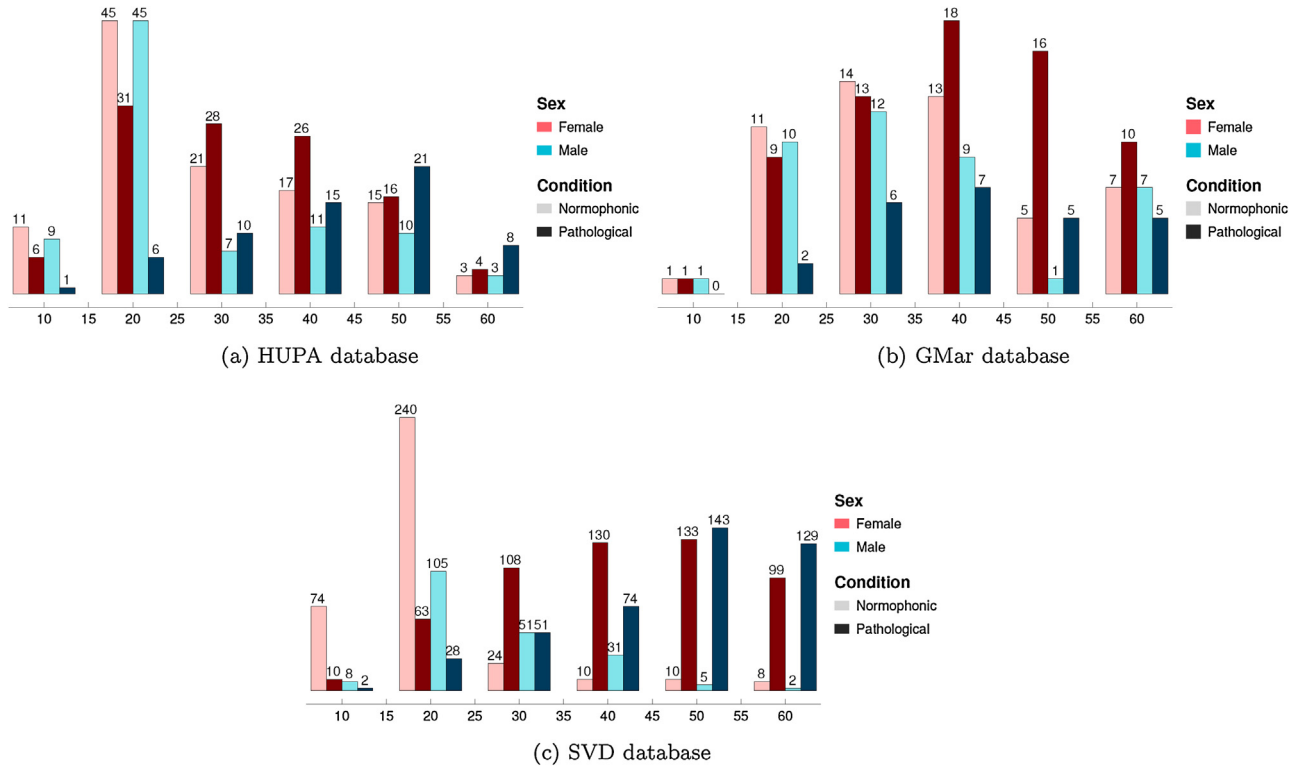 45 45
31
28
26
21 21
17
15 15 16
11 11
10 10
9
8
7
6 6
4
3 3
1
10 15 20 25 30 35 40 45 50 55 60
Sex
Female
Male
Condition
Normophonic
Pathological
(a) HUPA database
18
16
14
13 13
12
11
10 10
9 9
7 7 7
6
5 5 5
2
1 1 1 1
0
10 15 20 25 30 35 40 45 50 55 60
Sex
Female
Male
Condition
Normophonic
Pathological
(b) GMar database
240
143
133
130
129
108
105
99
74 74
63
51 51
31
28
24
10 10 10
8 8
5
2 2
10 15 20 25 30 35 40 45 50 55 60
Sex
Female
Male
Condition
Normophonic
Pathological
(c) SVD database